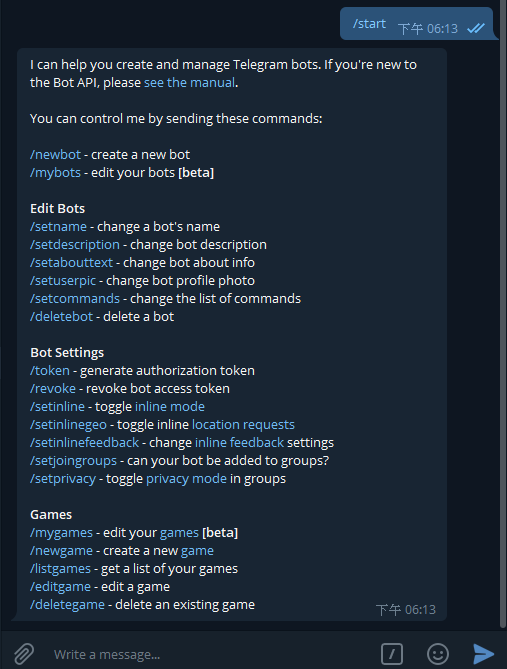 /start 下午 06:13
I can help you create and manage Telegram bots. If you're new to
the Bot API, please see the manual.
You can control me by sending these commands:
/newbot - create a new bot
/mybots - edit your bots [beta]
Edit Bots
/setname - change a bot's name
/setdescription - change bot description
/setabouttext - change bot about info
/setuserpic - change bot profile photo
/setcommands - change the list of commands
/deletebot - delete a bot
Bot Settings
/token - generate authorization token
/revoke - revoke bot access token
/setinline - toggle inline mode
/setinlinegeo - toggle inline location requests
/setinlinefeedback - change inline feedback settings
/setjoingroups - can your bot be added to groups?
/setprivacy - toggle privacy mode in groups
Games
/mygames - edit your games [beta]
/newgame - create a new game
/listgames - get a list of your games
/editgame - edit a game
/deletegame - delete an existing game
下午 06:13
Write a message...